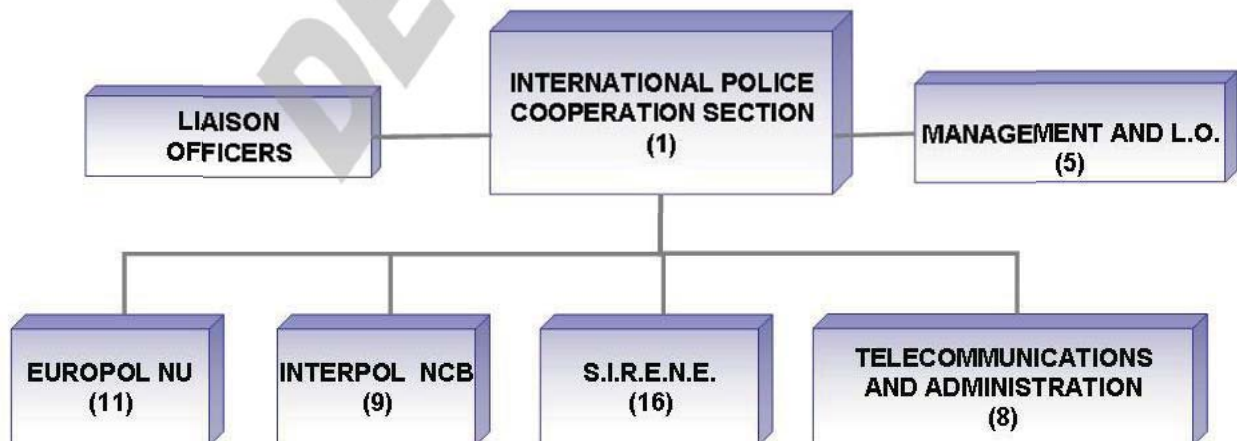 INTERNATIONAL POLICE
COOPERATION SECTION
(1)
LIAISON
OFFICERS
MANAGEMENT AND L.O.
(5)
EUROPOL NU
(11)
INTERPOL NCB
(9)
S.I.R.E.N.E.
(16)
TELECOMMUNICATIONS
AND ADMINISTRATION
(8)